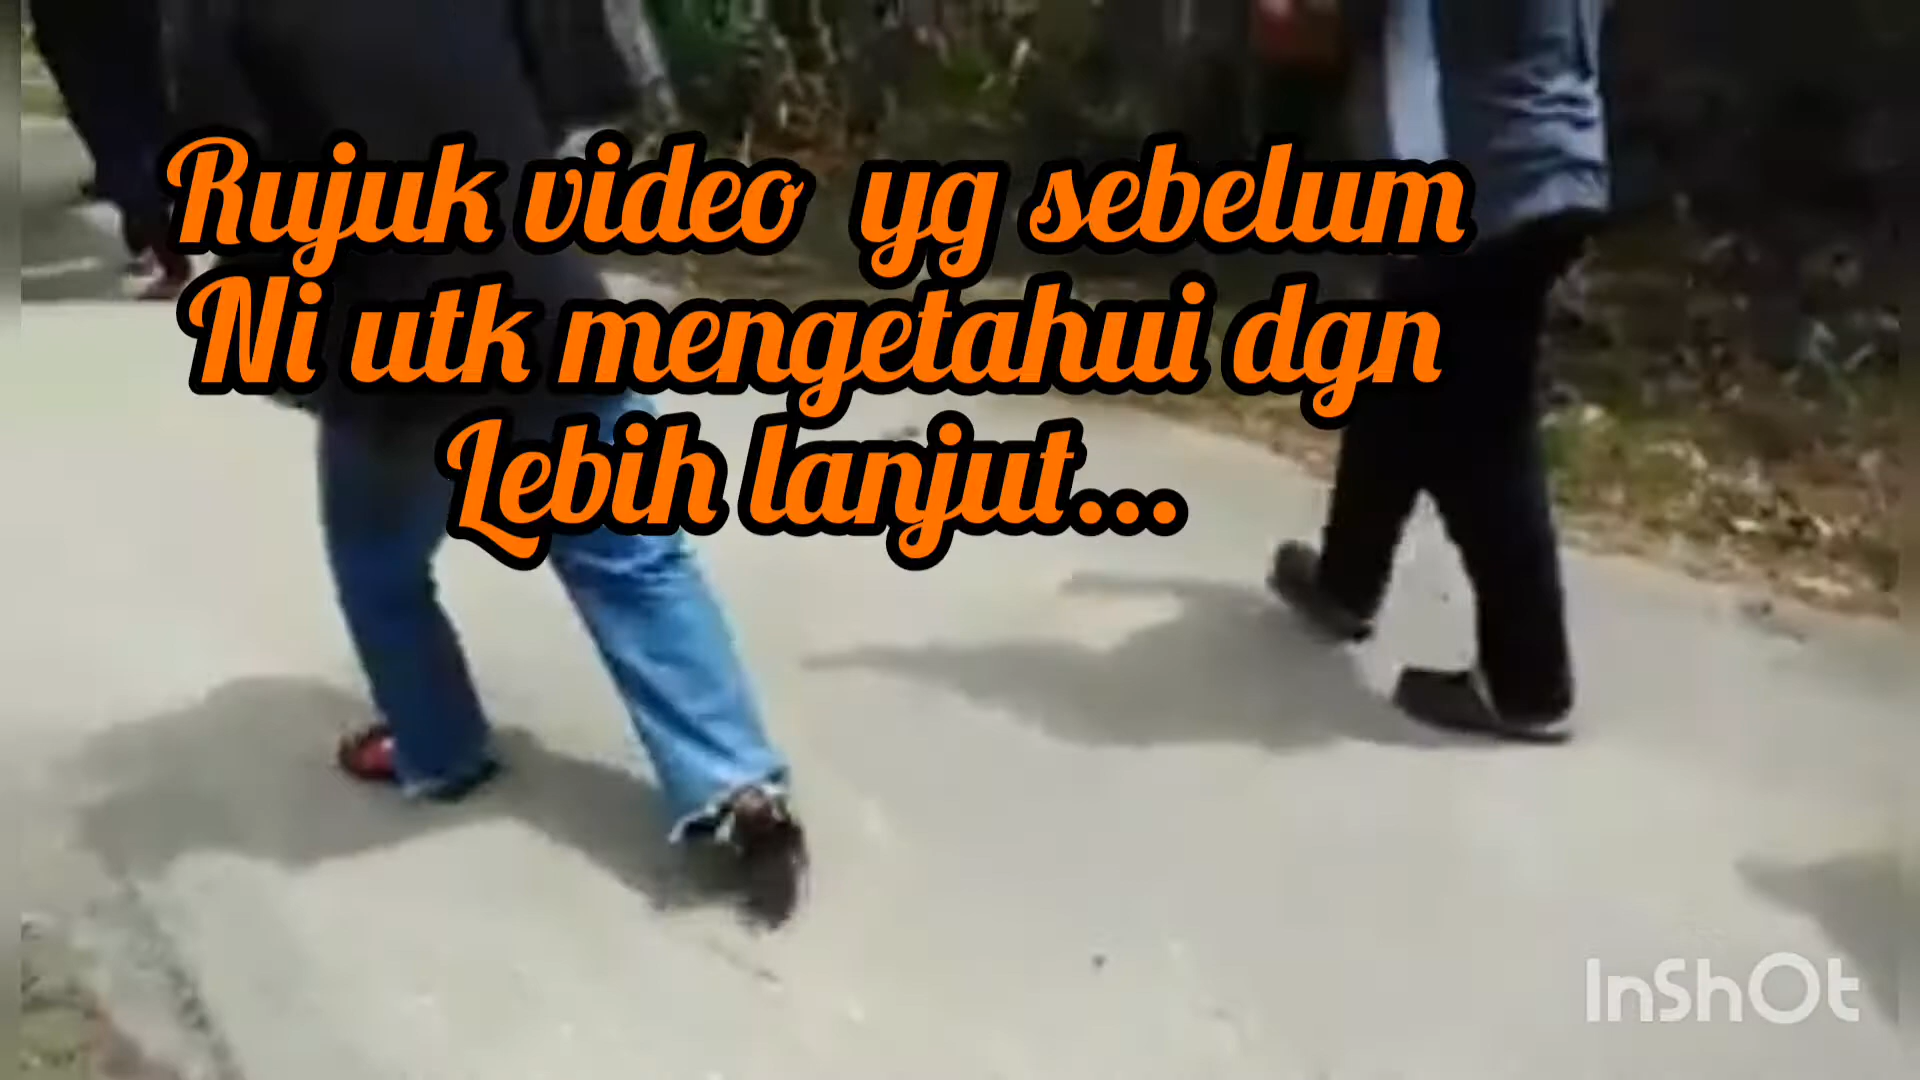 Rujuk video yg sebelum
Ni utk mengetahui dgn
Lebih lanjut...
InShOt